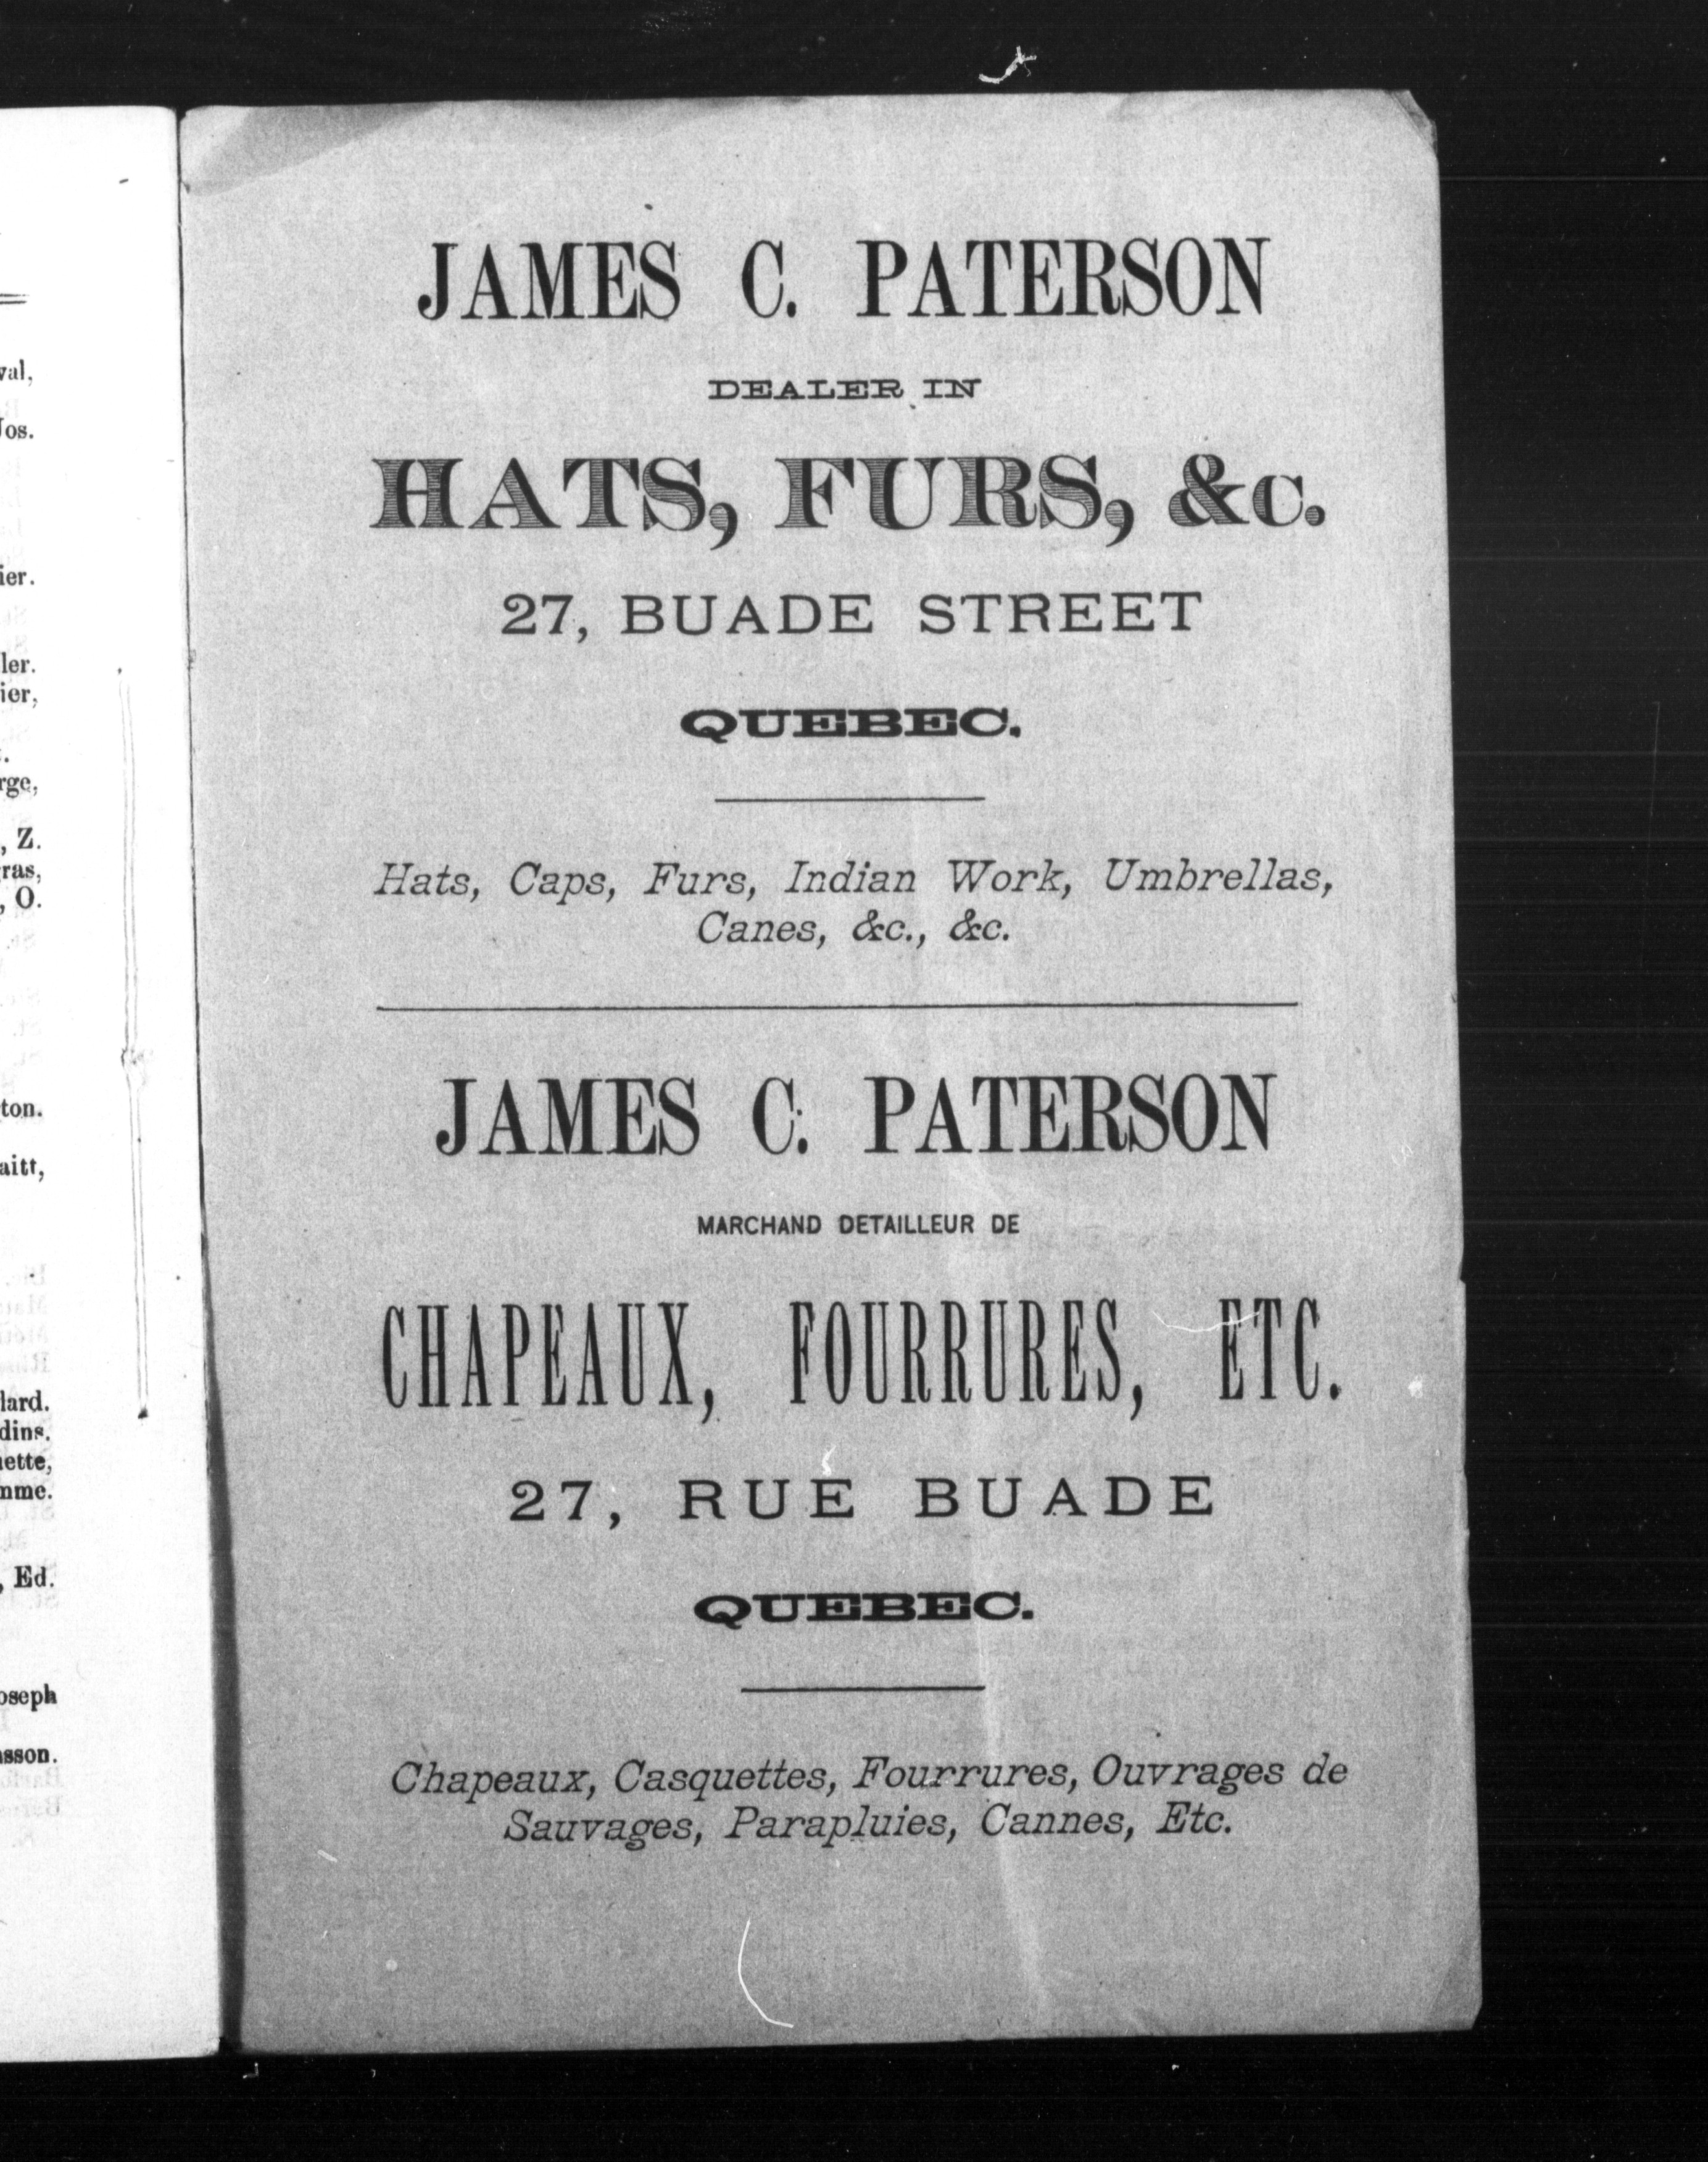 JAMES C. PATERSON
DEALER IN
HATS, FURS, &c.
27, BUADE STREET
QUEBEC.
Hats, Caps, Furs, Indian Work, Umbrellas,
Canes, &c., &c.
JAMES C. PATERSON
MARCHAND DETAILLEUR DE
CHAPEAUX, FOURRURES, ETC.
27, RUE BUADE
QUEBEC.
Chapeaux, Casquettes, Fourrures, Ouvrages de
Sauvages, Parapluies, Cannes, Etc.